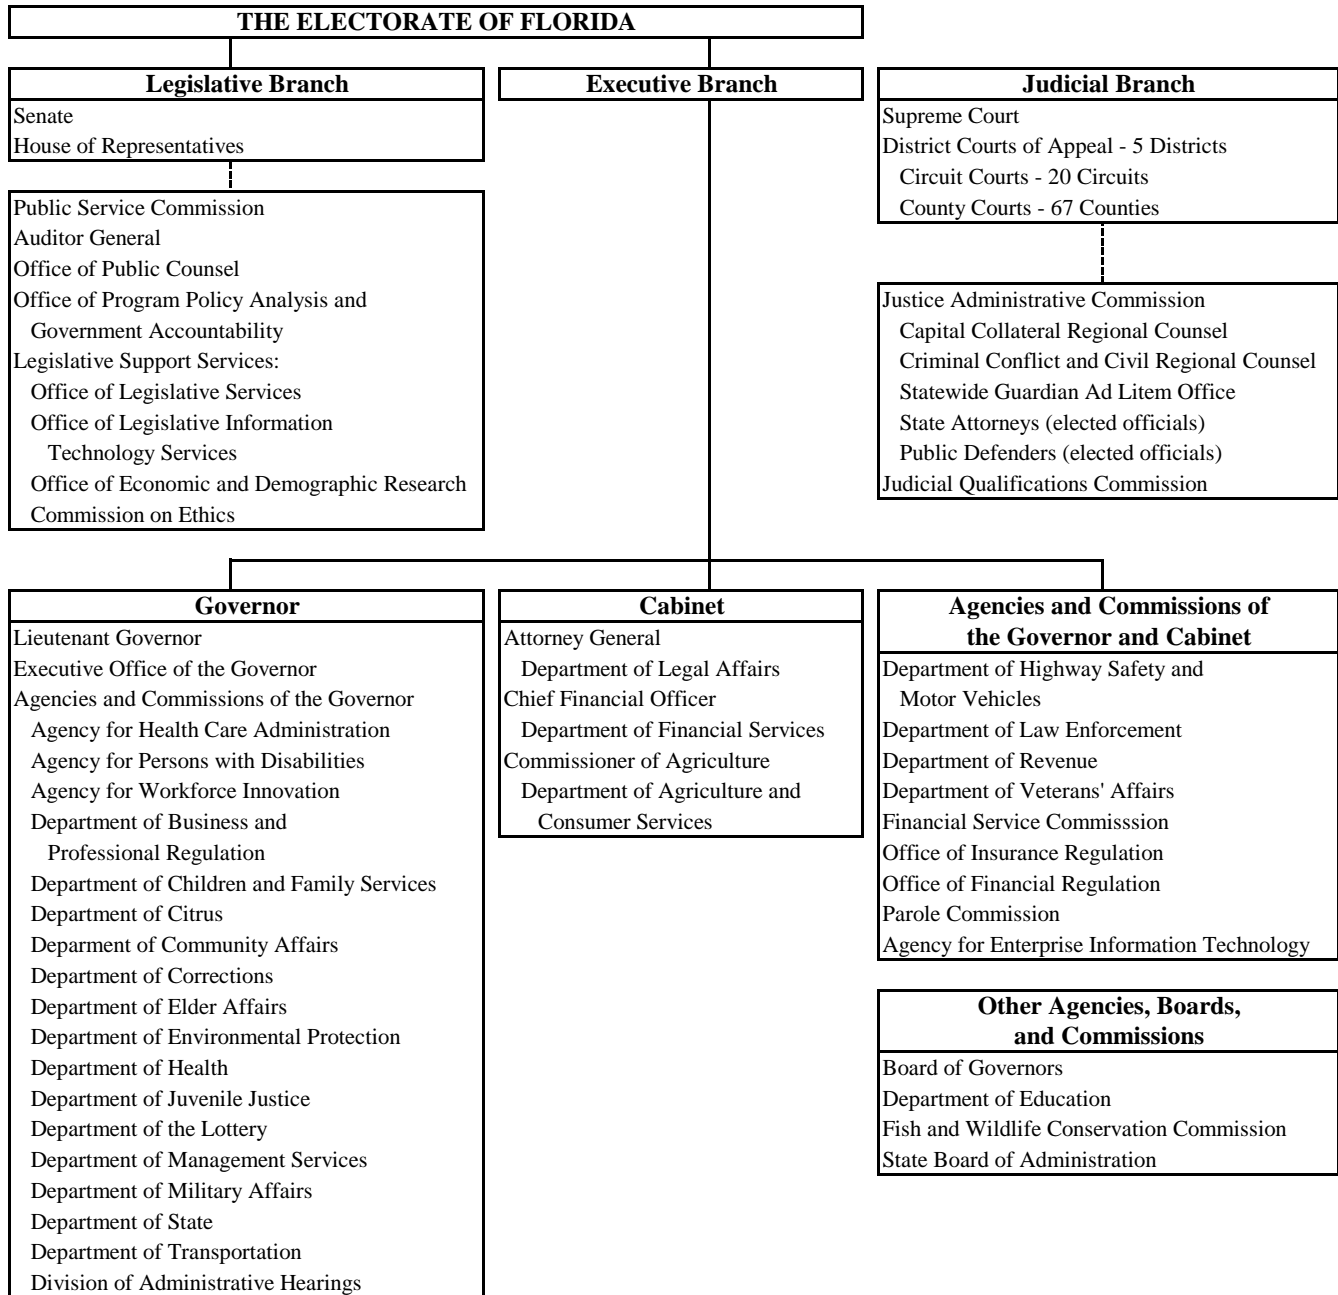 THE ELECTORATE OF FLORIDA
Legislative Branch
Senate
House of Representatives
Public Service Commission
Auditor General
Office of Public Counsel
Office of Program Policy Analysis and
Government Accountability
Legislative Support Services:
Office of Legislative Services
Office of Legislative Information
Technology Services
Office of Economic and Demographic Research
Commission on Ethics
Executive Branch
Judicial Branch
Supreme Court
District Courts of Appeal - 5 Districts
Circuit Courts - 20 Circuits
County Courts - 67 Counties
Justice Administrative Commission
Capital Collateral Regional Counsel
Criminal Conflict and Civil Regional Counsel
Statewide Guardian Ad Litem Office
State Attorneys (elected officials)
Public Defenders (elected officials)
Judicial Qualifications Commission
Governor
Lieutenant Governor
Executive Office of the Governor
Agencies and Commissions of the Governor
Agency for Health Care Administration
Agency for Persons with Disabilities
Agency for Workforce Innovation
Department of Business and
Professional Regulation
Department of Children and Family Services
Department of Citrus
Deparment of Community Affairs
Department of Corrections
Department of Elder Affairs
Department of Environmental Protection
Department of Health
Department of Juvenile Justice
Department of the Lottery
Department of Management Services
Department of Military Affairs
Department of State
Department of Transportation
Division of Administrative Hearings
Cabinet
Attorney General
Department of Legal Affairs
Chief Financial Officer
Department of Financial Services
Commissioner of Agriculture
Department of Agriculture and
Consumer Services
Agencies and Commissions of
the Governor and Cabinet
Department of Highway Safety and
Motor Vehicles
Department of Law Enforcement
Department of Revenue
Department of Veterans' Affairs
Financial Service Commisssion
Office of Insurance Regulation
Office of Financial Regulation
Parole Commission
Agency for Enterprise Information Technology
Other Agencies, Boards,
and Commissions
Board of Governors
Department of Education
Fish and Wildlife Conservation Commission
State Board of Administration